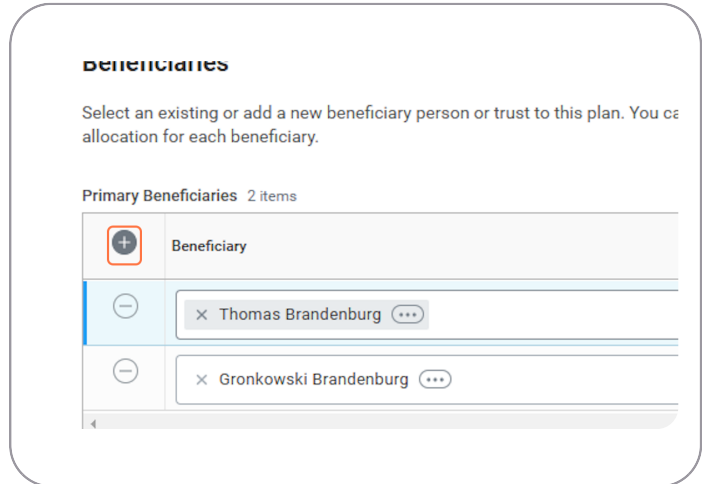 Beneficiaries
Select an existing or add a new beneficiary person or trust to this plan. You ca
allocation for each beneficiary.
Primary Beneficiaries 2 items
Beneficiary
Thomas Brandenburg
Gronkowski Brandenburg